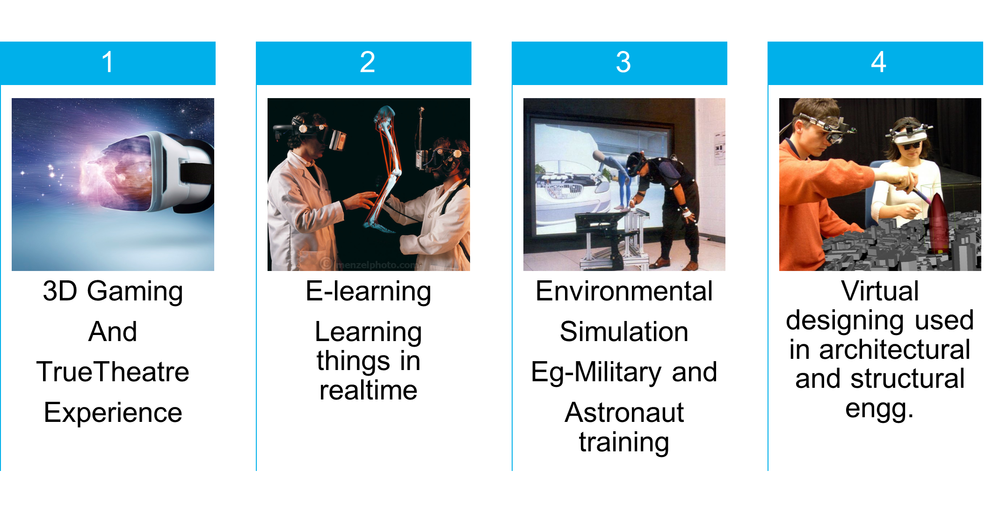 1
3D Gaming
And
TrueTheatre
Experience
2
© menzelphoto.com
E-learning
Learning
things in
realtime
3
Environmental
Simulation
Eg-Military and
Astronaut
training
4
Virtual
designing used
in architectural
and structural
engg.